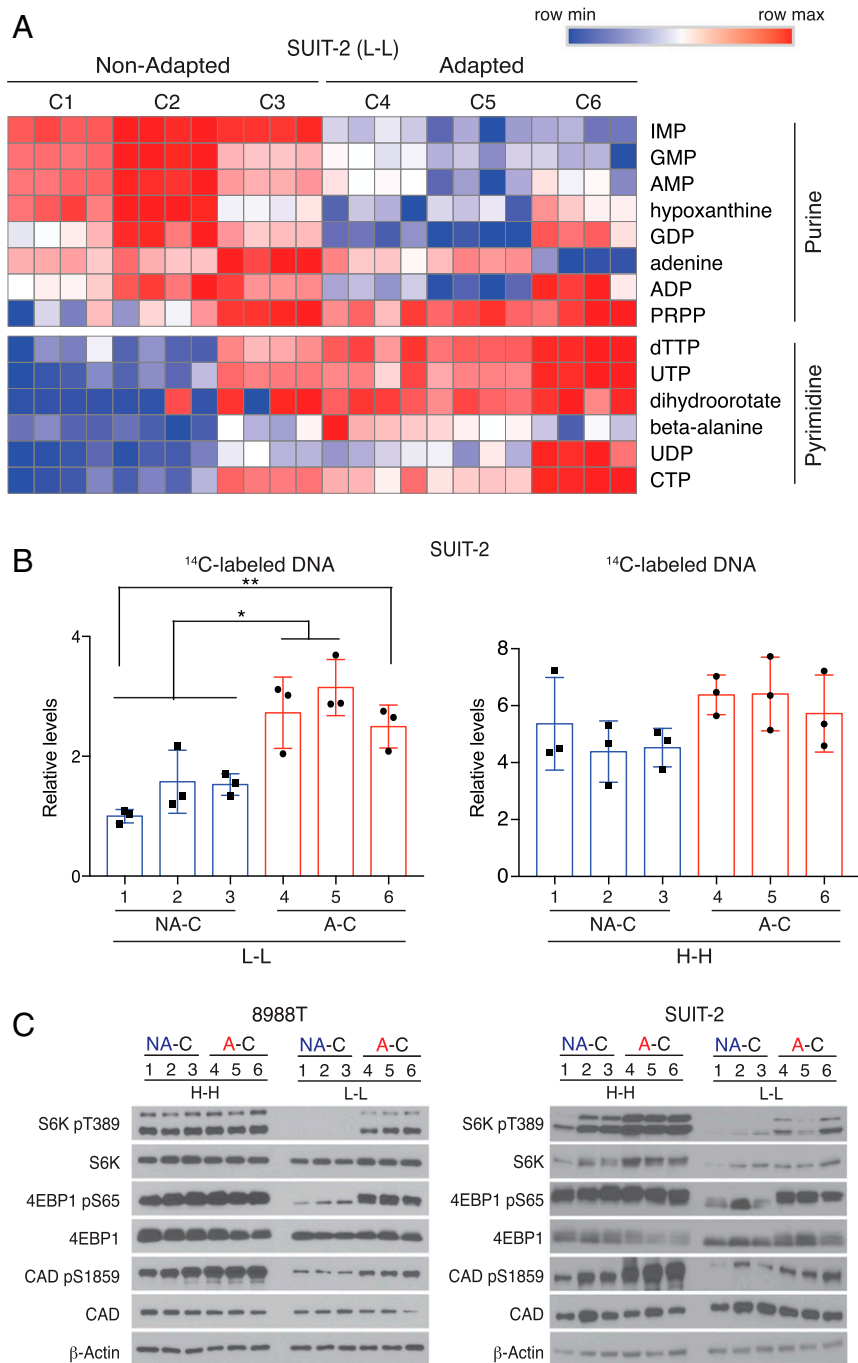 A
row min row max
SUIT-2 (L-L)
Non-Adapted Adapted
C1 C2 C3 C4 C5 C6
IMP
GMP
AMP
hypoxanthine
GDP
adenine
ADP
PRPP
Purine
dTTP
UTP
dihydroorotate
beta-alanine
UDP
CTP
Pyrimidine
B
SUIT-2
14C-labeled DNA
**
*
Relative levels
4
2
0
1 2 3 4 5 6
NA-C A-C
L-L
14C-labeled DNA
Relative levels
8
6
4
2
0
1 2 3 4 5 6
NA-C A-C
H-H
C
8988T
NA-C A-C NA-C A-C
1 2 3 4 5 6 1 2 3 4 5 6
H-H L-L
S6K pT389
S6K
4EBP1 pS65
4EBP1
CAD pS1859
CAD
β-Actin
SUIT-2
NA-C A-C NA-C A-C
1 2 3 4 5 6 1 2 3 4 5 6
H-H L-L
S6K pT389
S6K
4EBP1 pS65
4EBP1
CAD pS1859
CAD
β-Actin